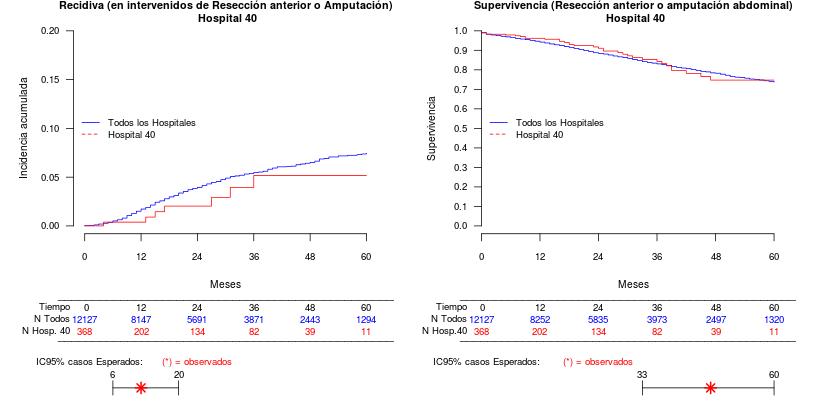 Recidiva (en intervenidos de Resección anterior o Amputación)
Hospital 40
Incidencia acumulada
0.20
0.15
0.10
0.05
0.00
Todos los Hospitales
Hospital 40
0 12 24 36 48 60
Meses
Tiempo 0 12 24 36 48 60
N Todos 12127 8147 5691 3871 2443 1294
N Hosp. 40 368 202 134 82 39 11
IC95% casos Esperados: (*) = observados
6 20
Supervivencia (Resección anterior o amputación abdominal)
Hospital 40
Supervivencia
1.0
0.9
0.8
0.7
0.6
0.5
0.4
0.3
0.2
0.1
0.0
Todos los Hospitales
Hospital 40
0 12 24 36 48 60
Meses
Tiempo 0 12 24 36 48 60
N Todos 12127 8252 5835 3973 2497 1320
N Hosp.40 368 202 134 82 39 11
IC95% casos Esperados: (*) = observados
33 60